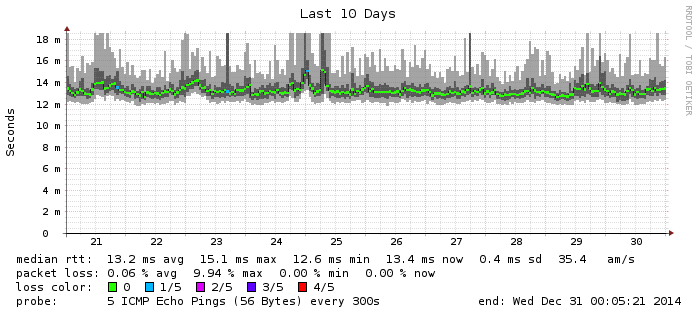 Last 10 Days
RRDTOOL / TOBI OETIKER
Seconds
18 m
16 m
14 m
12 m
10 m
8 m
6 m
4 m
2 m
0
21 22 23 24 25 26 27 28 29 30
median rtt: 13.2 ms avg 15.1 ms max 12.6 ms min 13.4 ms now 0.4 ms sd 35.4 am/s
packet loss: 0.06 % avg 9.94 % max 0.00 % min 0.00 % now
loss color: 0 1/5 2/5 3/5 4/5
probe: 5 ICMP Echo Pings (56 Bytes) every 300s end: Wed Dec 31 00:05:21 2014